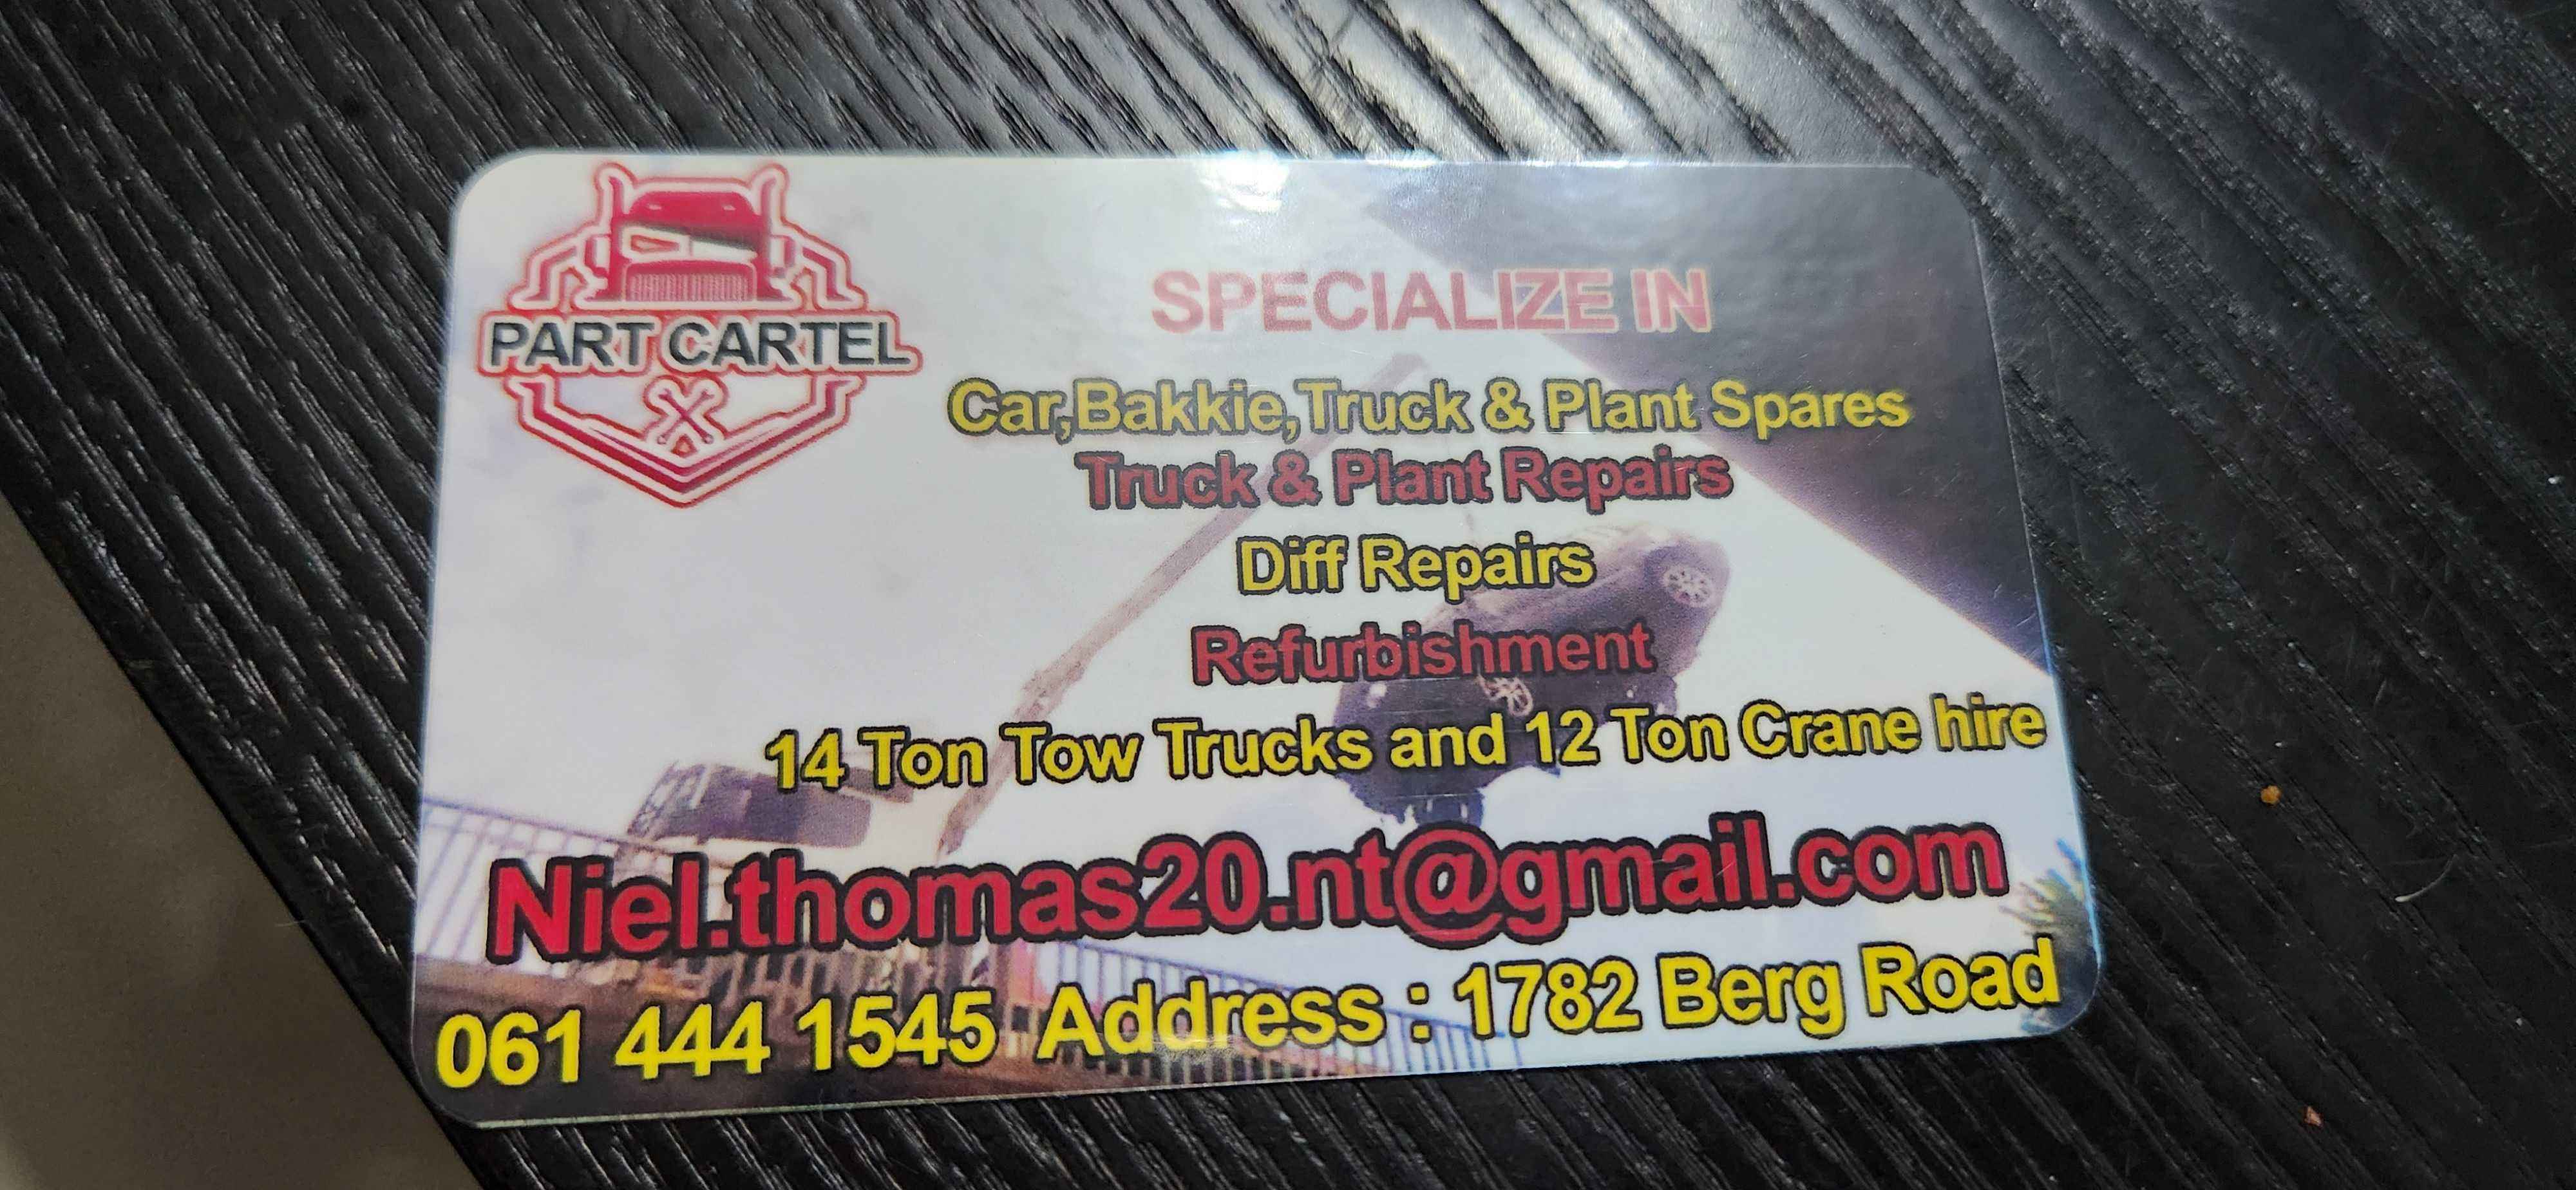 PART CARTEL
SPECIALIZE IN
Car,Bakkie,Truck & Plant Spares
Truck & Plant Repairs
Diff Repairs
Refurbishment
14 Ton Tow Trucks and 12 Ton Crane hire
Niel.thomas20.nt@gmail.com
061 444 1545 Address : 1782 Berg Road